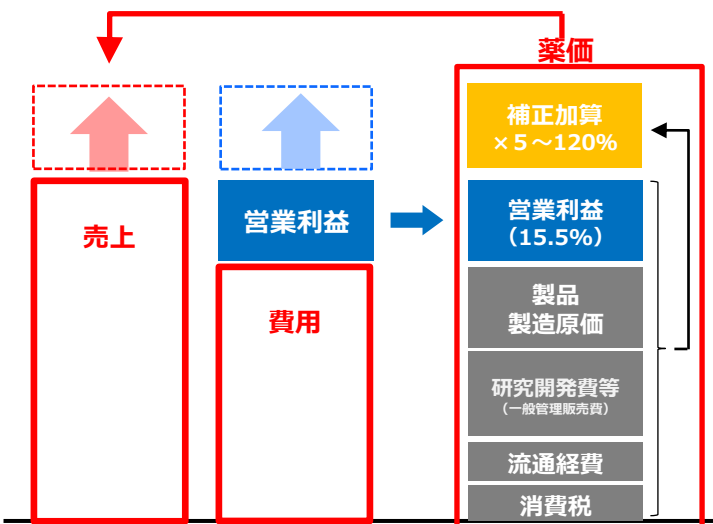 薬価
売上
営業利益
費用
補正加算
×5～120%
営業利益
（15.5%）
製品
製造原価
研究開発費等
（一般管理販売費）
流通経費
消費税